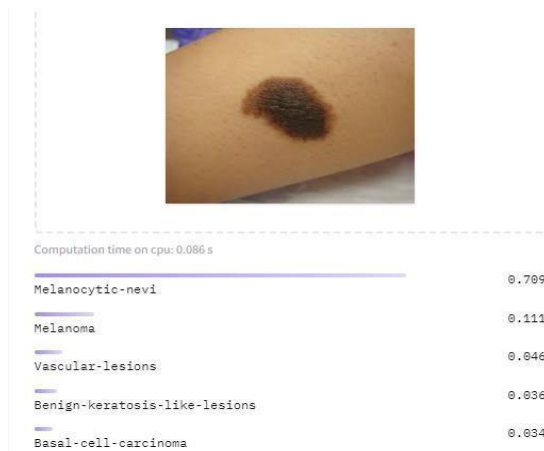 Computation time on cpu: 0.086 s
0.709
Melanocytic-nevi
0.111
Melanoma
0.046
Vascular-lesions
0.036
Benign-keratosis-like-lesions
0.034
Basal-cell-carcinoma